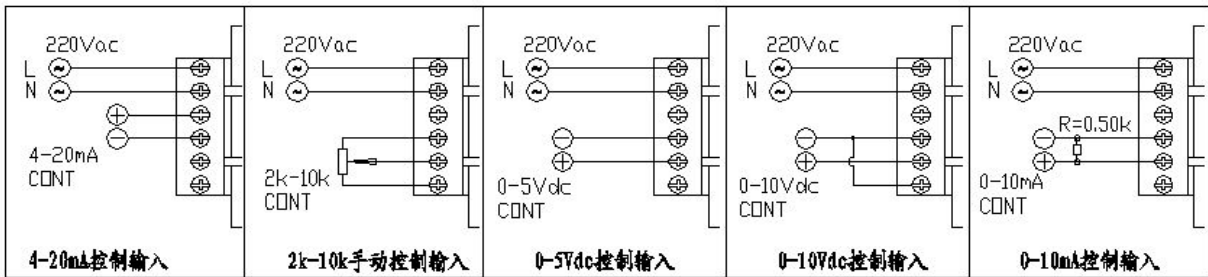 220Vac
L
N
4-20mA
CONT
4-20mA控制输入
220Vac
L
N
2k-10k
CONT
2k-10k手动控制输入
220Vac
L
N
0-5Vdc
CONT
0-5Vdc控制输入
220Vac
L
N
0-10Vdc
CONT
0-10Vdc控制输入
220Vac
L
N
R=0.50k
0-10mA
CONT
0-10mA控制输入